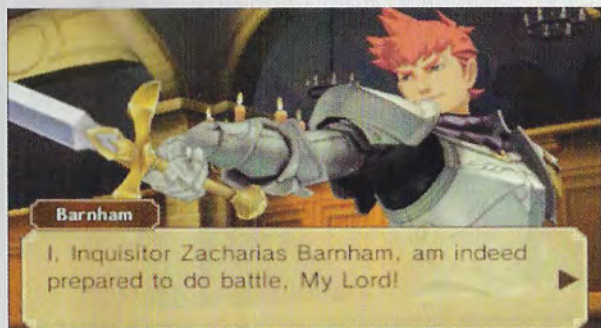 Barnham
I, Inquisitor Zacharias Barnham, am indeed
prepared to do battle, My Lord!